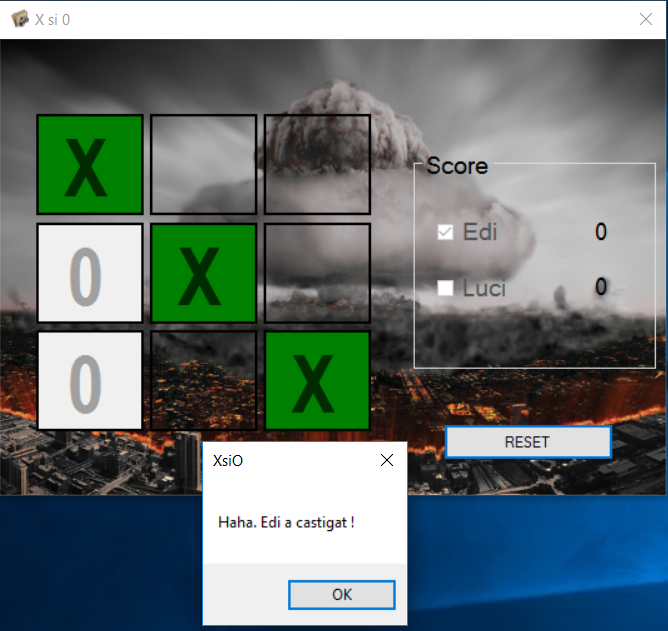 X si 0
X
0 X
0 X
Score
Edi 0
Luci 0
RESET
XsiO
Haha. Edi a castigat !
OK